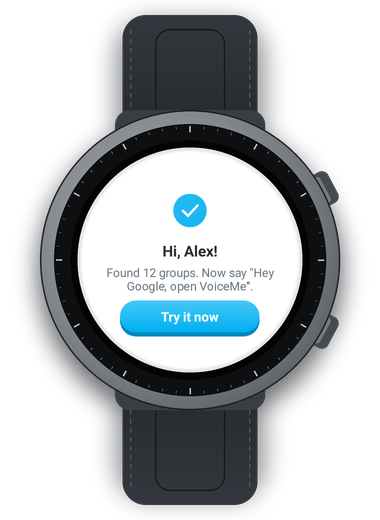 Hi, Alex!
Found 12 groups. Now say "Hey
Google, open VoiceMe".
Try it now